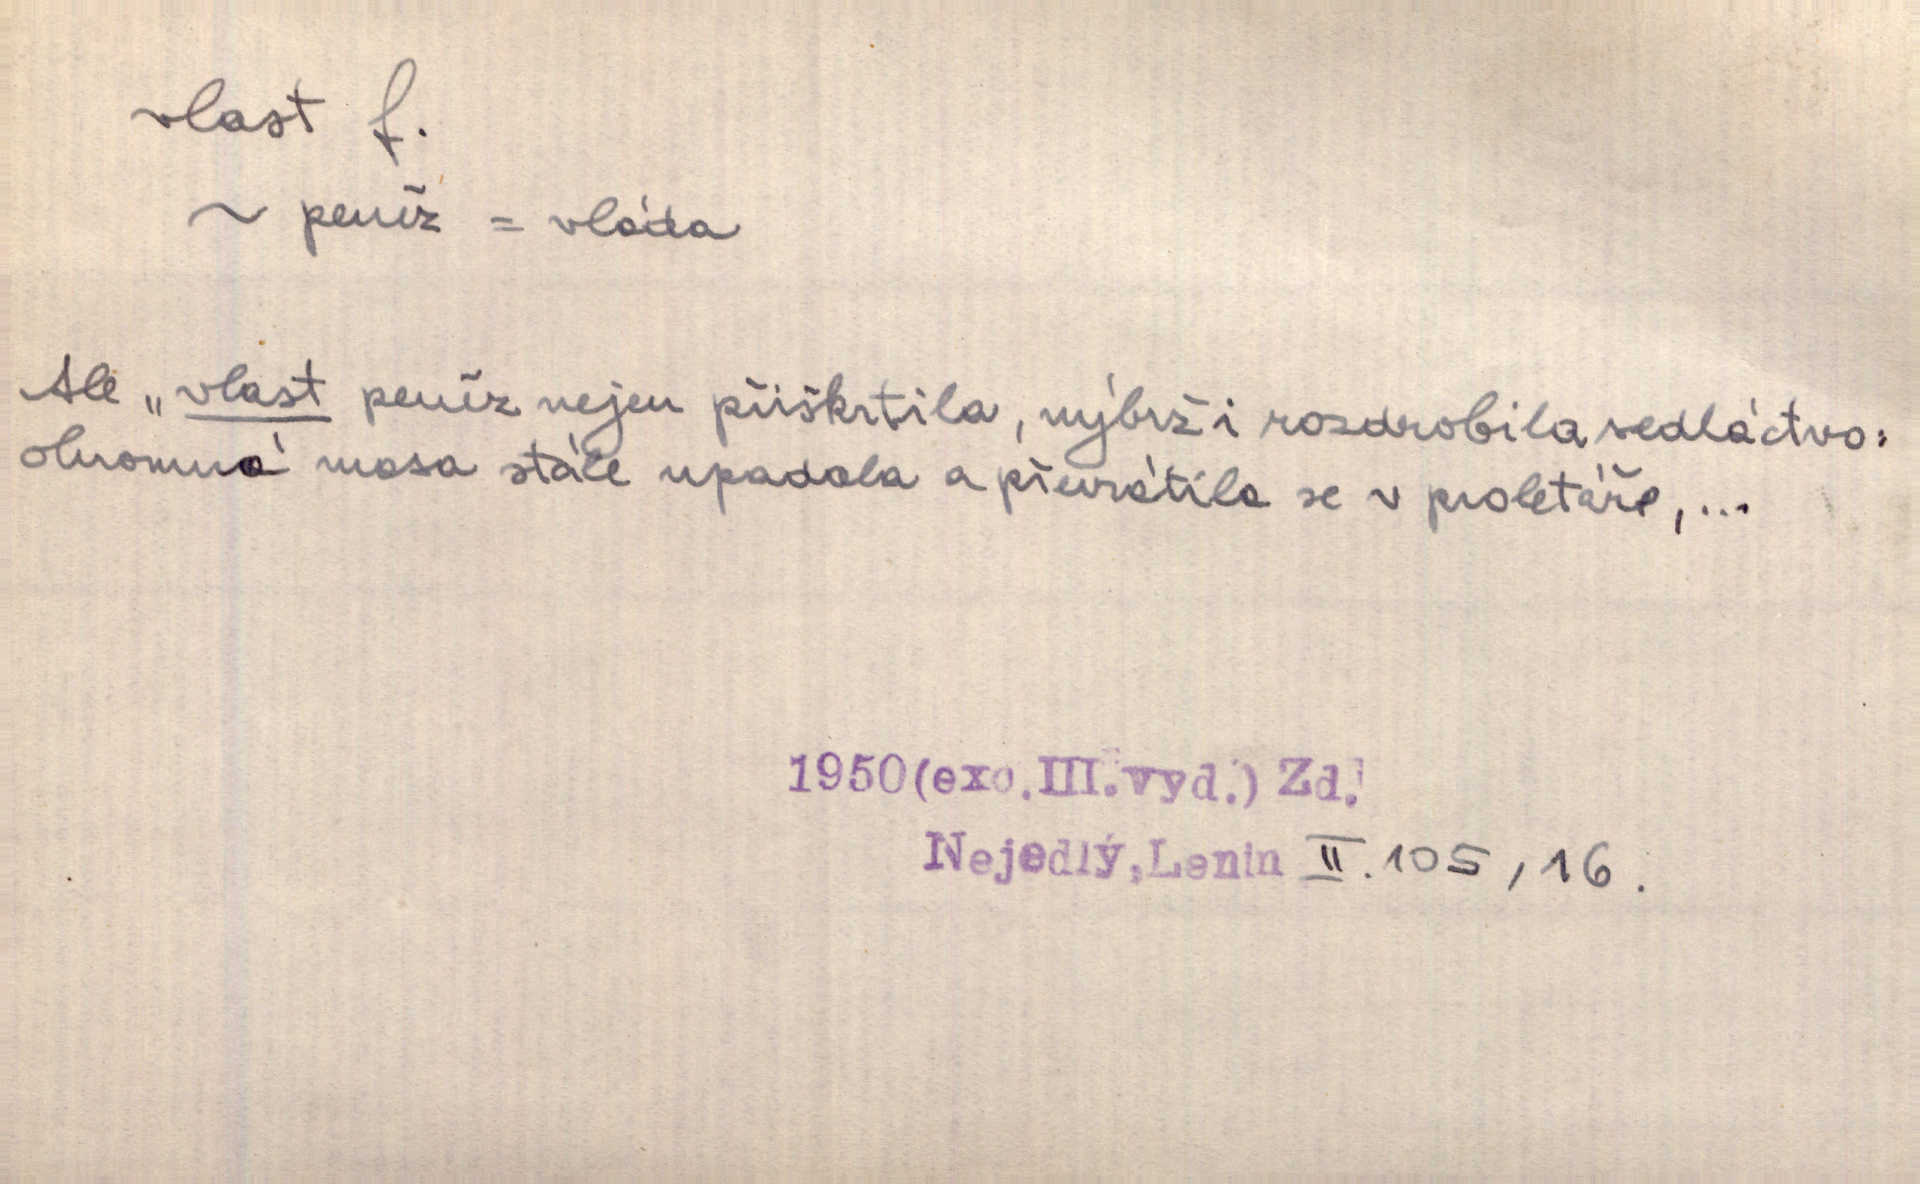 vlast f.
~ peněz = vláda
Ale „vlast peněz nejen přiškrtila, nýbrž i rozdrobila sedláctvo:
ohromná masa stále upadala a převrátila se v proletáře, ...
1950(exc.III.vyd.) Zd.
Nejedlý,Lenin II.105, 16.